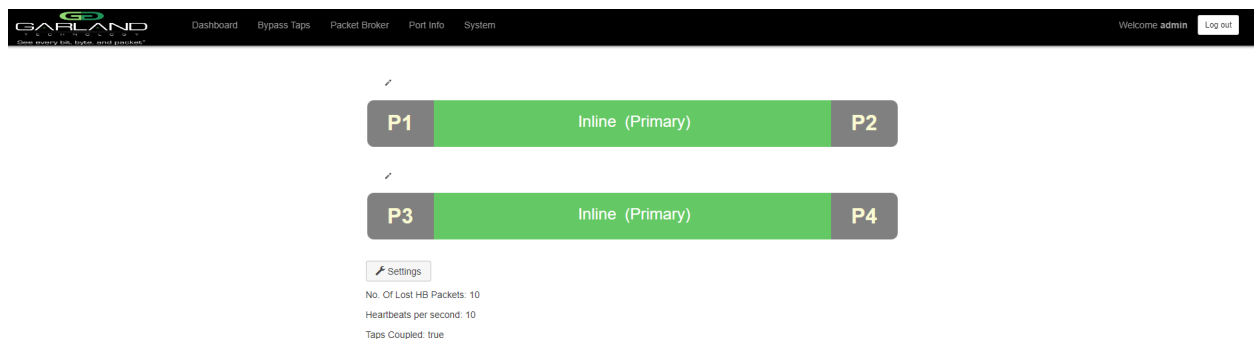 GARLAND
TECHNOLOGY
See every bit, byte, and packet®
Dashboard Bypass Taps Packet Broker Port Info System Welcome admin Log out
P1 Inline (Primary) P2
P3 Inline (Primary) P4
Settings
No. Of Lost HB Packets: 10
Heartbeats per second: 10
Taps Coupled: true